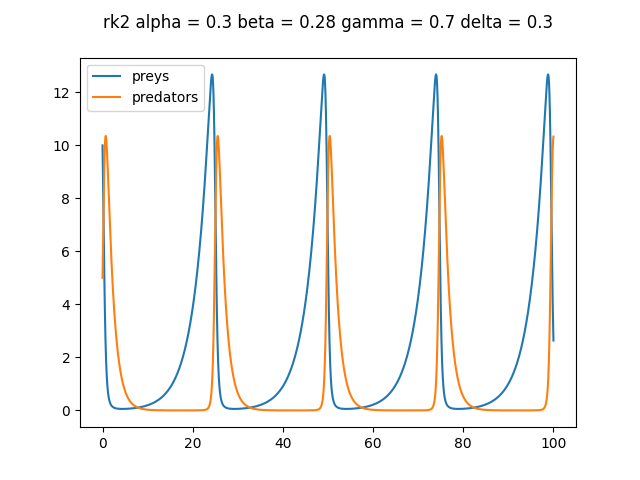 rk2 alpha = 0.3 beta = 0.28 gamma = 0.7 delta = 0.3
preys
predators
12
10
8
6
4
2
0
0 20 40 60 80 100